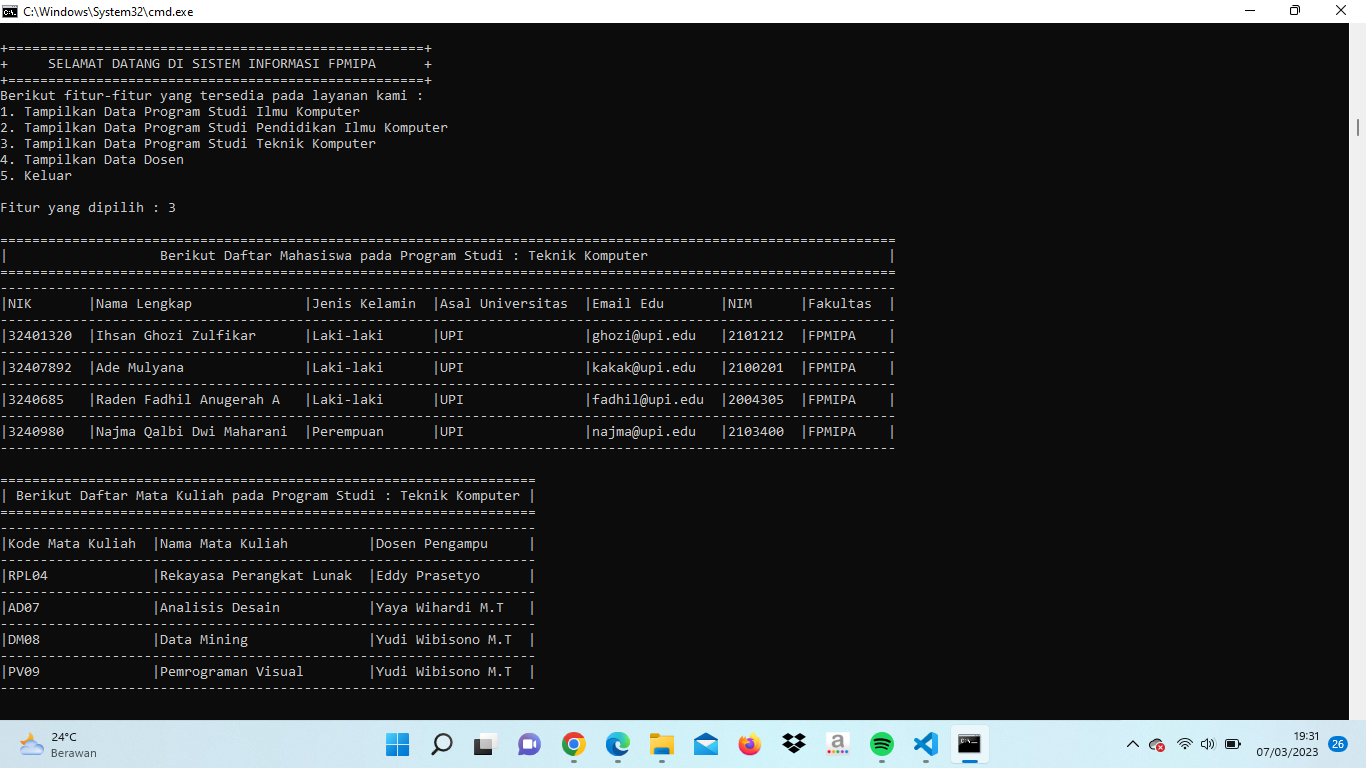 C:\Windows\System32\cmd.exe
+====================================================+
+     SELAMAT DATANG DI SISTEM INFORMASI FPMIPA      +
+====================================================+
Berikut fitur-fitur yang tersedia pada layanan kami :
1. Tampilkan Data Program Studi Ilmu Komputer
2. Tampilkan Data Program Studi Pendidikan Ilmu Komputer
3. Tampilkan Data Program Studi Teknik Komputer
4. Tampilkan Data Dosen
5. Keluar
Fitur yang dipilih : 3
| Berikut Daftar Mahasiswa pada Program Studi : Teknik Komputer |
|NIK |Nama Lengkap |Jenis Kelamin |Asal Universitas |Email Edu |NIM |Fakultas |
|32401320 |Ihsan Ghozi Zulfikar |Laki-laki |UPI |ghozi@upi.edu |2101212 |FPMIPA |
|32407892 |Ade Mulyana |Laki-laki |UPI |kakak@upi.edu |2100201 |FPMIPA |
|3240685 |Raden Fadhil Anugerah A |Laki-laki |UPI |fadhil@upi.edu |2004305 |FPMIPA |
|3240980 |Najma Qalbi Dwi Maharani |Perempuan |UPI |najma@upi.edu |2103400 |FPMIPA |
| Berikut Daftar Mata Kuliah pada Program Studi : Teknik Komputer |
|Kode Mata Kuliah |Nama Mata Kuliah |Dosen Pengampu |
|RPL04 |Rekayasa Perangkat Lunak |Eddy Prasetyo |
|AD07 |Analisis Desain |Yaya Wihardi M.T |
|DM08 |Data Mining |Yudi Wibisono M.T |
|PV09 |Pemrograman Visual |Yudi Wibisono M.T |
24°C
Berawan
a
19:31
07/03/2023
26